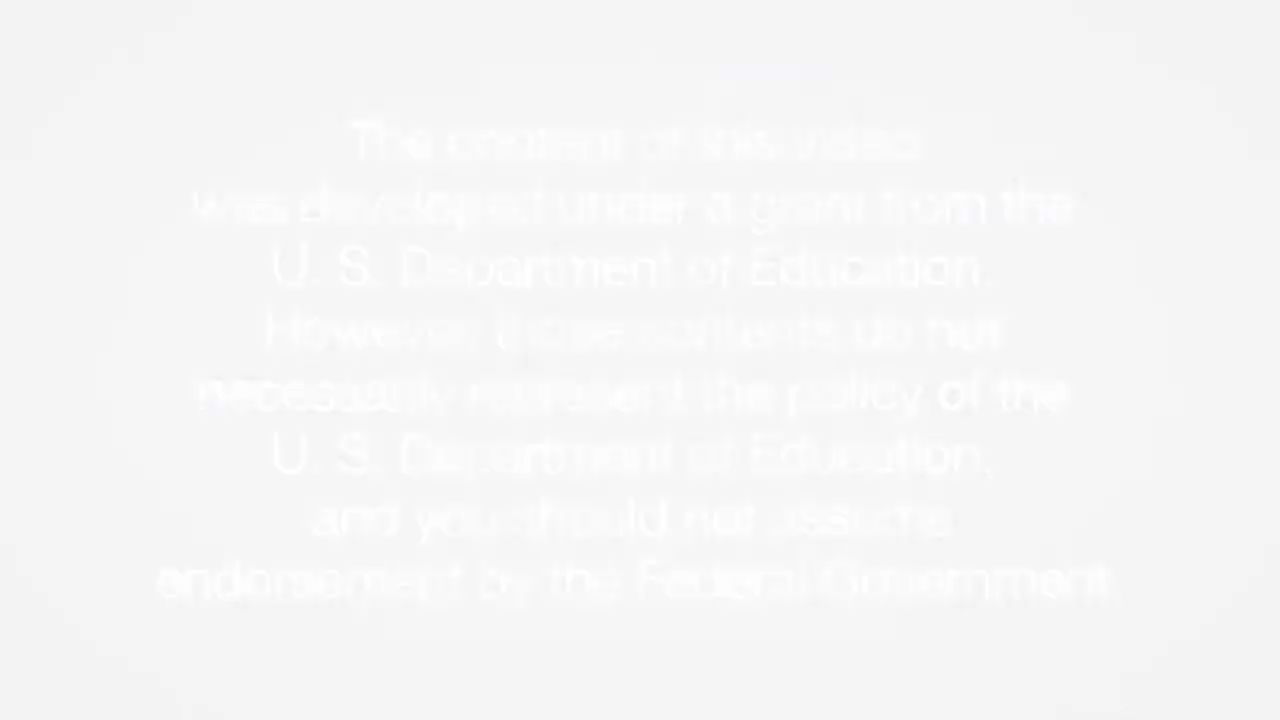 The content of this video
was developed under a grant from the
U. S. Department of Education.
However, those contents do not
necessarily represent the policy of the
U. S. Department of Education,
and you should not assume
endorsement by the Federal Government.